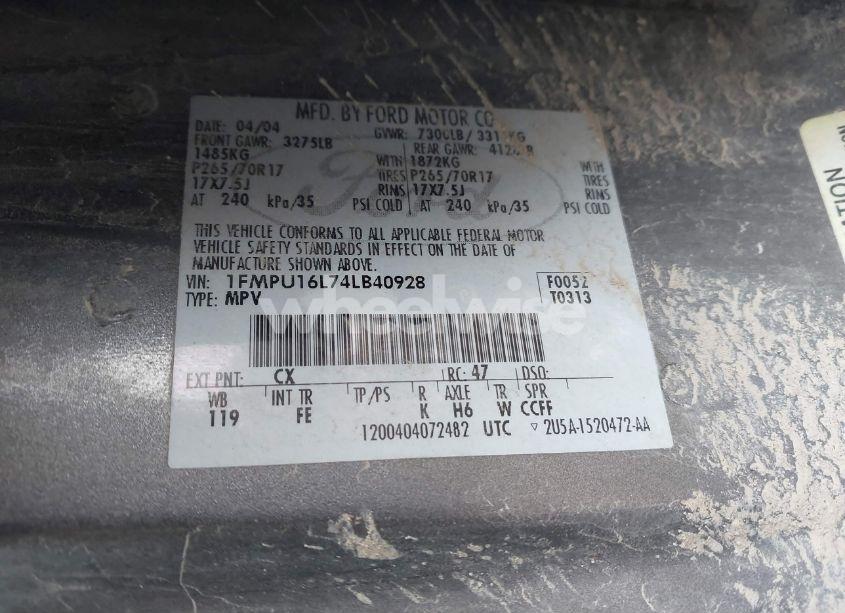 MFD. BY FORD MOTOR CO
DATE: 04/04 GVWR: 7300LB/ 331 KG
FRONT GAWR: 3275LB REAR GAWR: 412
1485KG WITH 1872KG WITH
P265/70R17 TIRES P265/70R17 TIRES
17X7.5J RIMS 17X7.5J RIMS
AT 240 kPa/35 PSI COLD AT 240 kPa/35 PSI COLD
THIS VEHICLE CONFORMS TO ALL APPLICABLE FEDERAL MOTOR
VEHICLE SAFETY STANDARDS IN EFFECT ON THE DATE OF
MANUFACTURE SHOWN ABOVE.
VIN: 1FMPU16L74LB40928 F0052
TYPE: MPV T0313
wheelwise
EXT PNT: CX RC: 47 DSO:
WB INT TR TP/PS R AXLE TR SPR
119 FE K H6 W CCFF
1200404072482 UTC ▽ 2U5A-1520472-AA
Ford